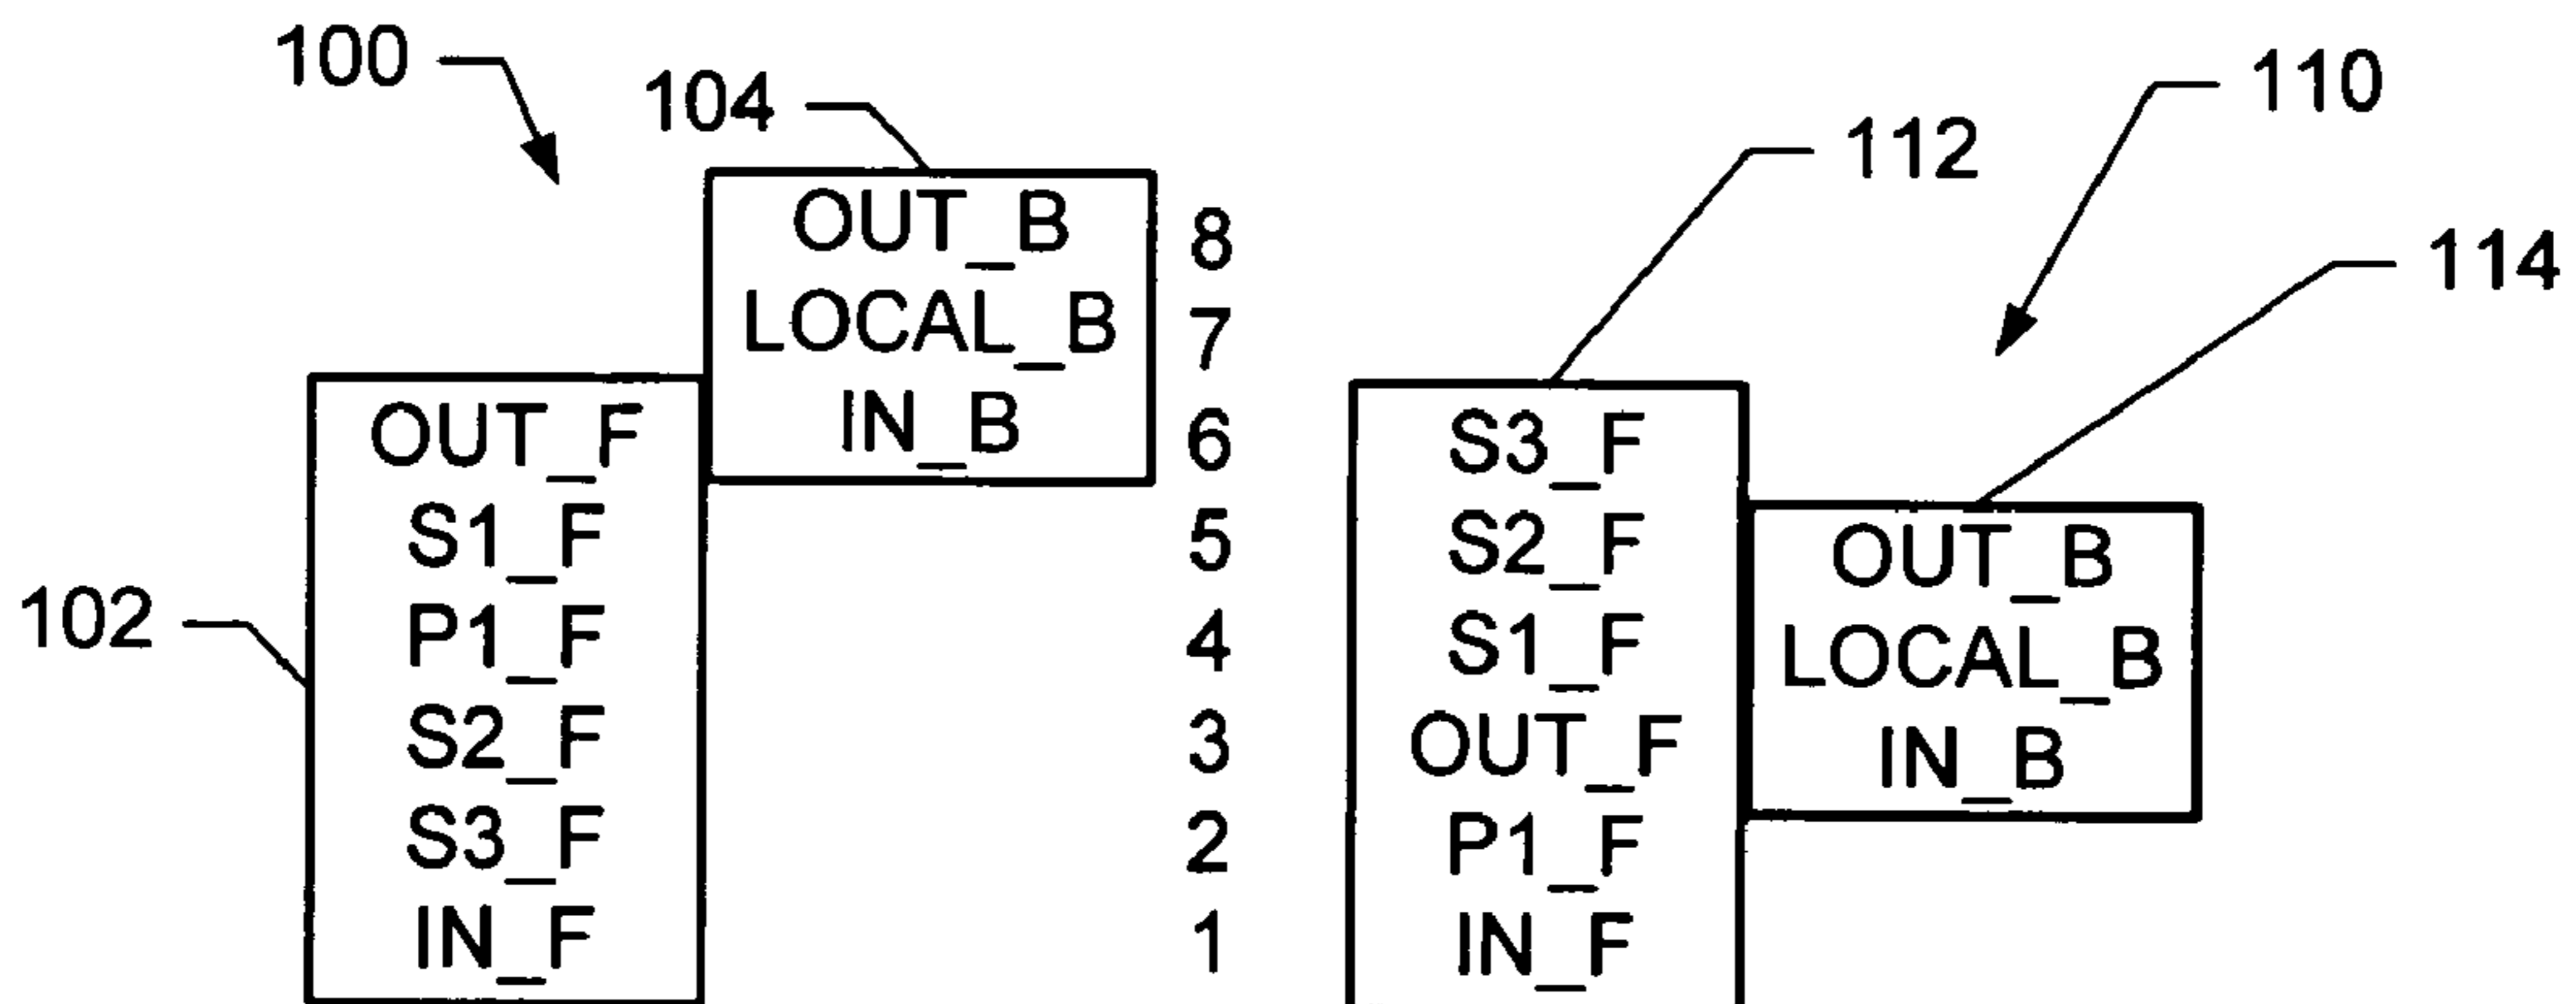 100
104
OUT_B
LOCAL_B
IN_B
102
OUT_F
S1_F
P1_F
S2_F
S3_F
IN_F
8
7
6
5
4
3
2
1
110
112
114
S3_F
S2_F
S1_F
OUT_F
P1_F
IN_F
OUT_B
LOCAL_B
IN_B